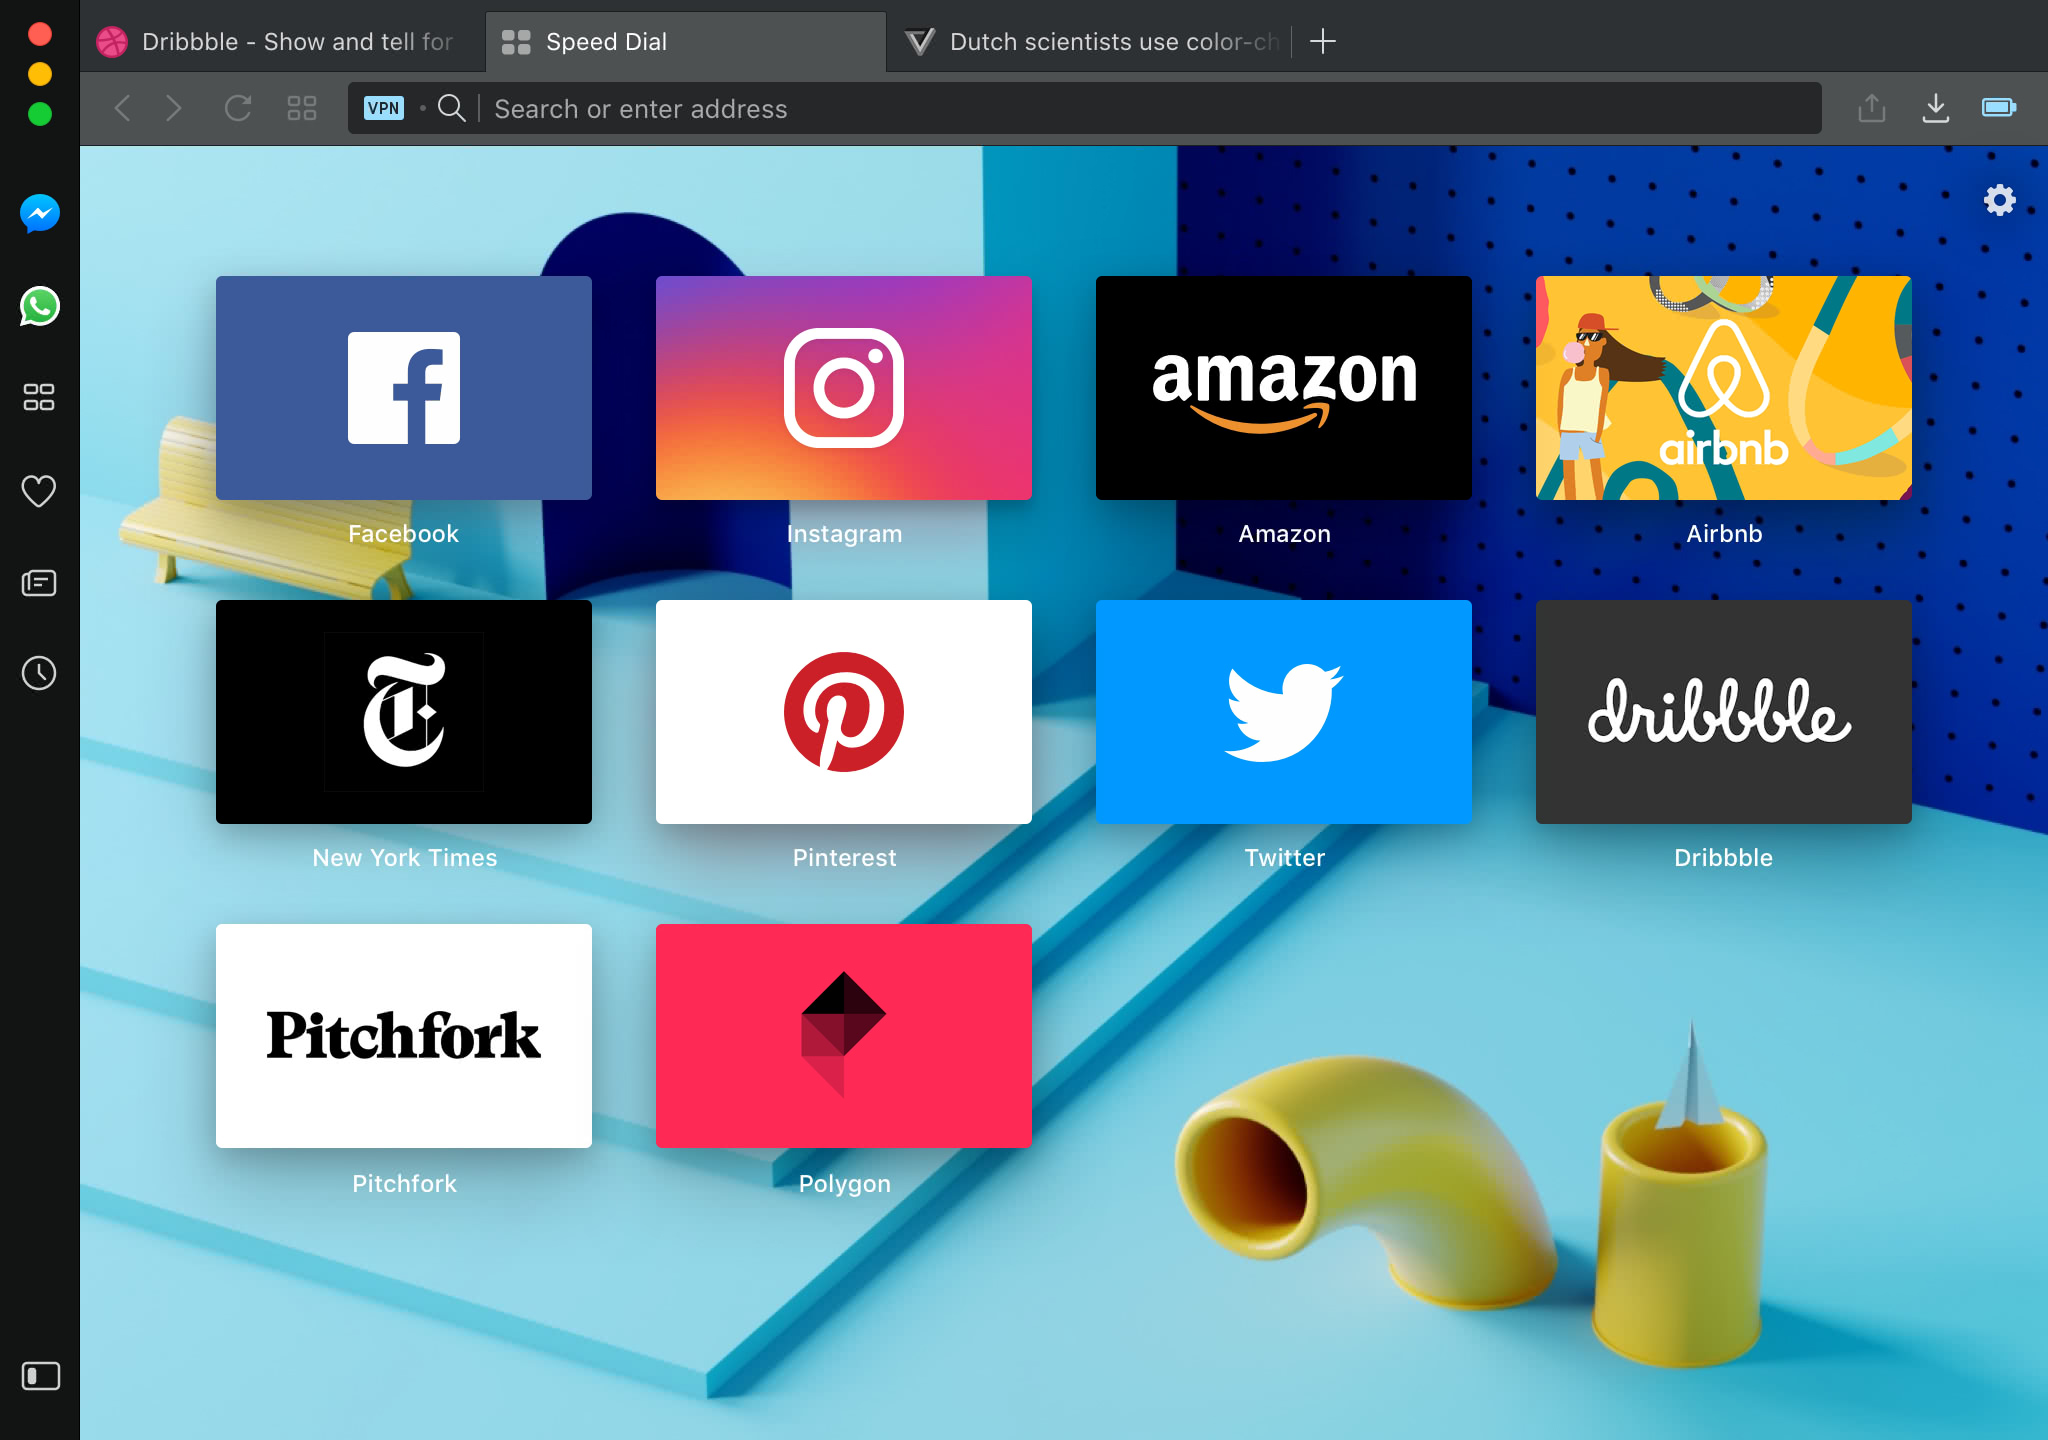 Dribbble - Show and tell for
Speed Dial
Dutch scientists use color-ch
VPN
Search or enter address
amazon
airbnb
Facebook
Instagram
Amazon
Airbnb
dribbble
New York Times
Pinterest
Twitter
Dribbble
Pitchfork
Pitchfork
Polygon